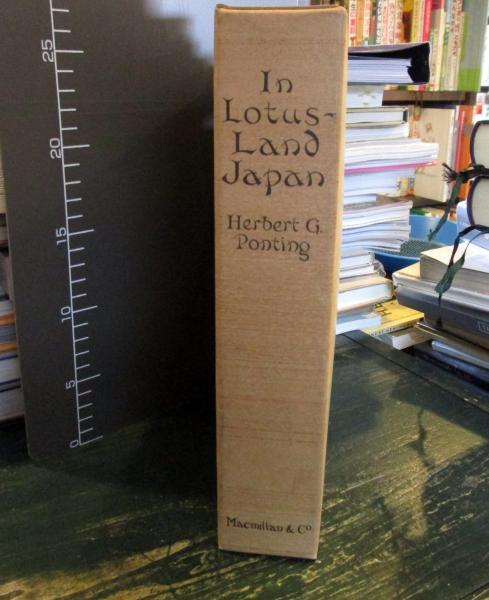 In
Lotus-
Land
Japan
Herbert G.
Ponting
Macmillan & Co.
25
20
15
10
5
0